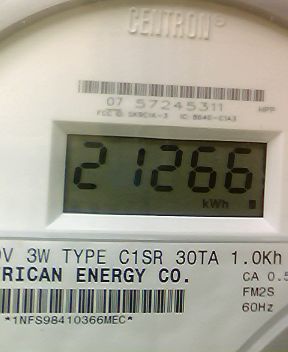 CENTRON
07 57245311
21266
kWh
0V 3W TYPE C1SR 30TA 1.0Kh
RICAN ENERGY CO.
CA 0.5
FM2S
60Hz
*1NFS98410366MEC*